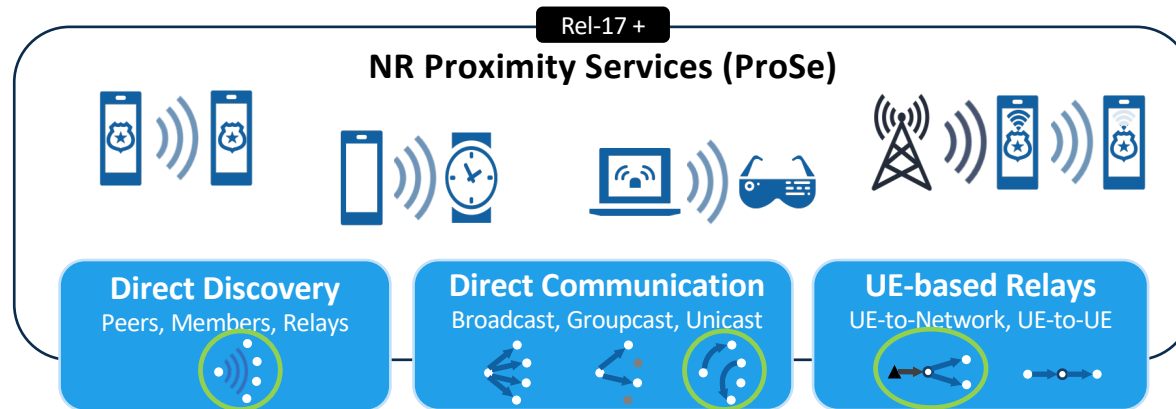 Rel-17 +
NR Proximity Services (ProSe)
Direct Discovery
Peers, Members, Relays
Direct Communication
Broadcast, Groupcast, Unicast
UE-based Relays
UE-to-Network, UE-to-UE